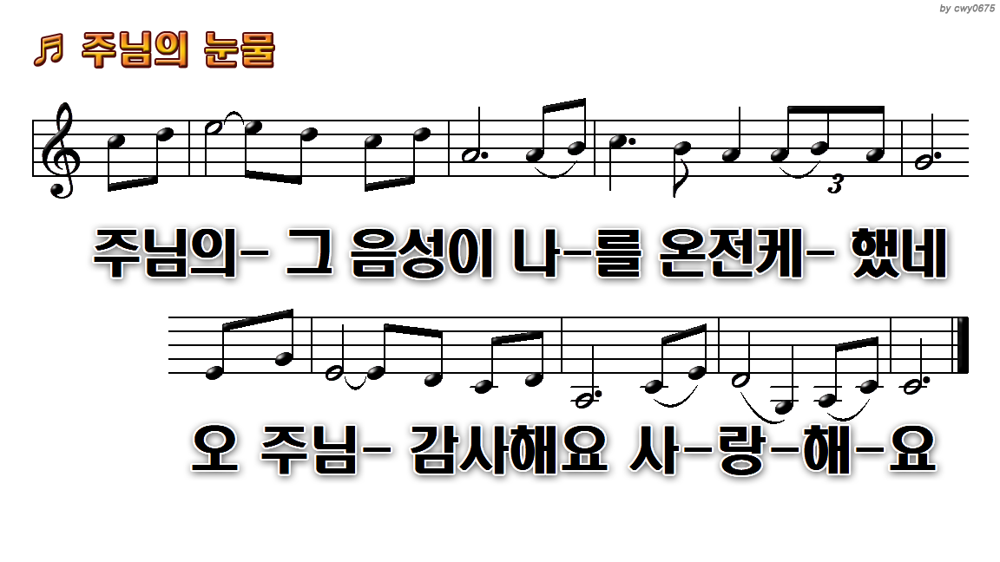 by cwy0675
♬ 주님의 눈물
3
주님의- 그 음성이 나-를 온전케- 했네
오 주님- 감사해요 사-랑-해-요